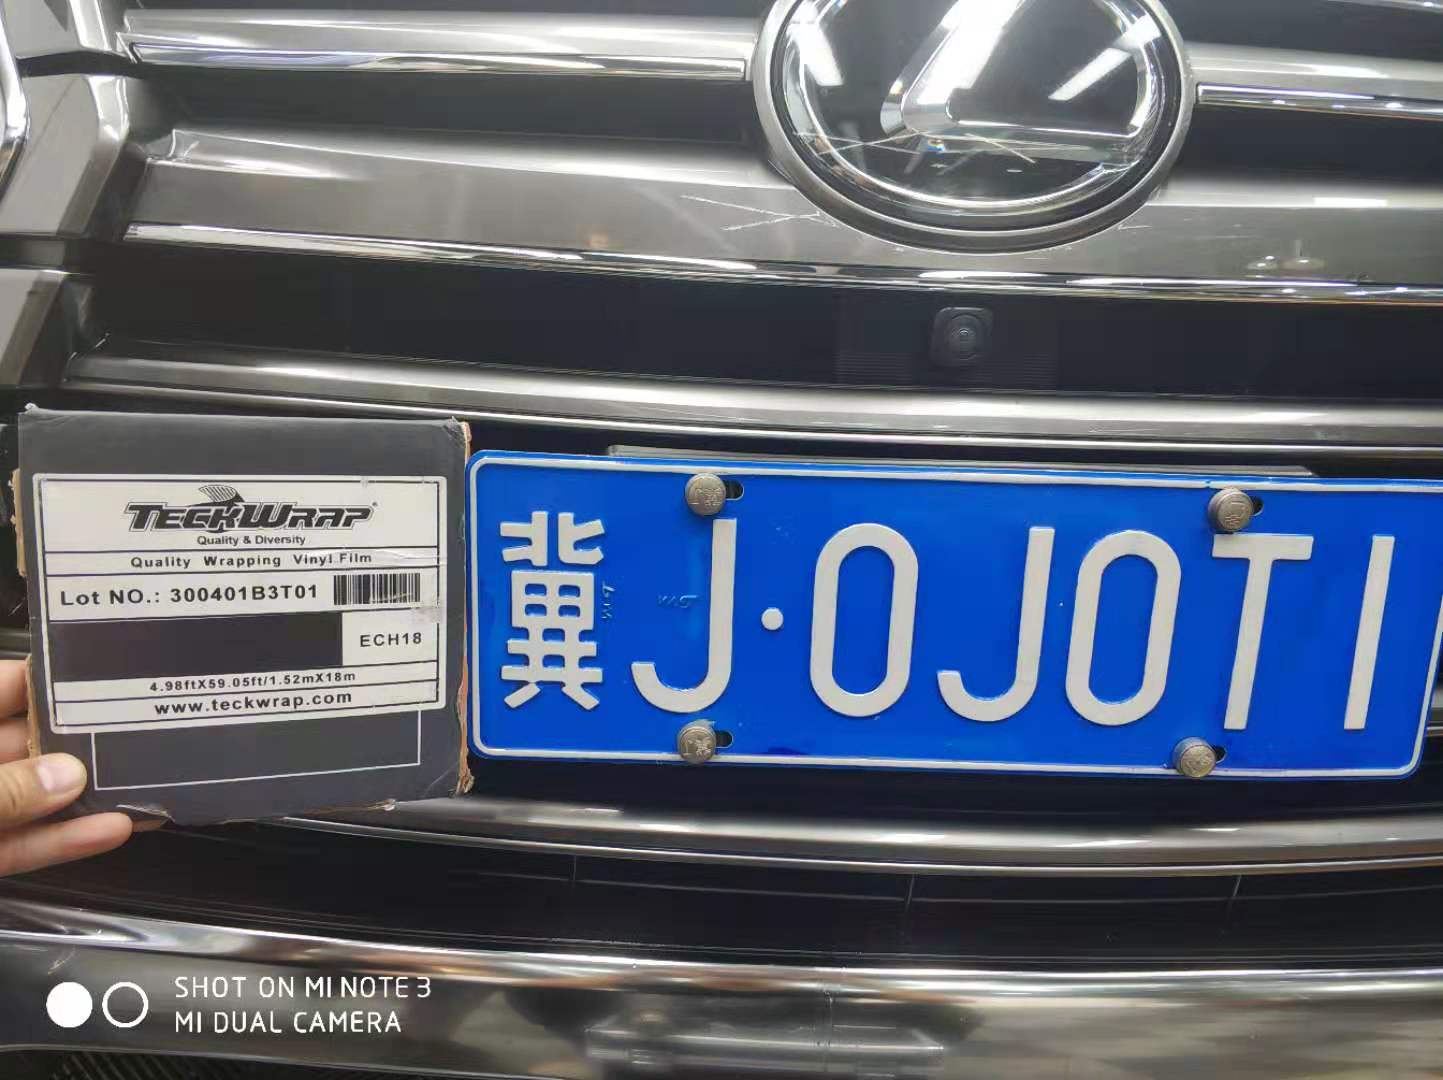 TECKWRAP
Quality & Diversity
Quality Wrapping Vinyl Film
Lot NO.: 300401B3T01
ECH18
4.98ftX59.05ft/1.52mX18m
www.teckwrap.com
冀J·0J0T1
SHOT ON MI NOTE 3
MI DUAL CAMERA